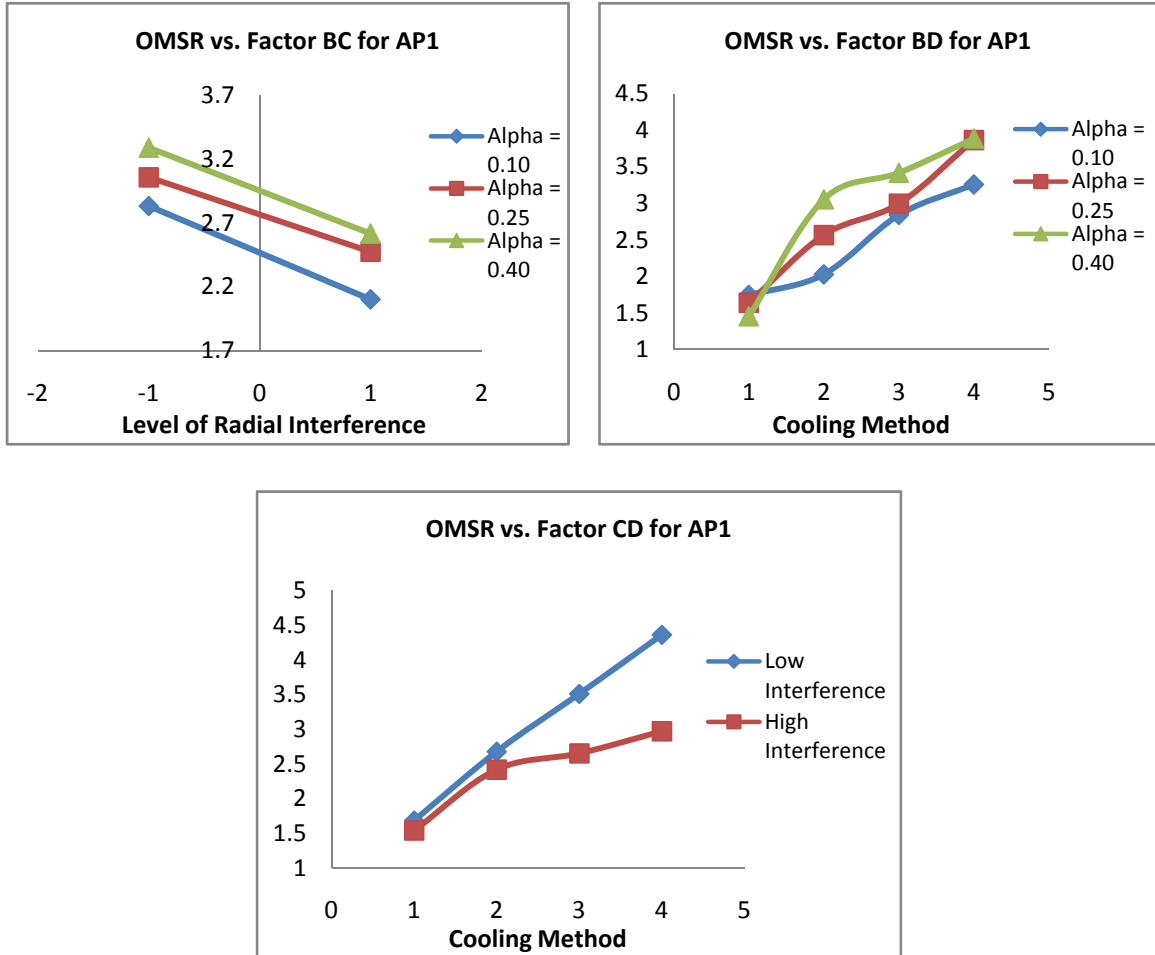 OMSR vs. Factor BC for AP1
3.7
3.2
2.7
2.2
1.7
-2
-1
0
1
2
Level of Radial Interference
Alpha =
0.10
Alpha =
0.25
Alpha =
0.40
OMSR vs. Factor BD for AP1
4.5
4
3.5
3
2.5
2
1.5
1
0
1
2
3
4
5
Cooling Method
Alpha =
0.10
Alpha =
0.25
Alpha =
0.40
OMSR vs. Factor CD for AP1
5
4.5
4
3.5
3
2.5
2
1.5
1
0
1
2
3
4
5
Cooling Method
Low
Interference
High
Interference